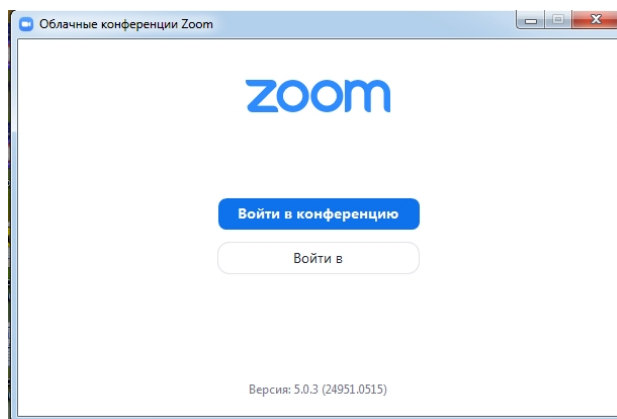 Облачные конференции Zoom
zoom
Войти в конференцию
Войти в
Версия: 5.0.3 (24951.0515)